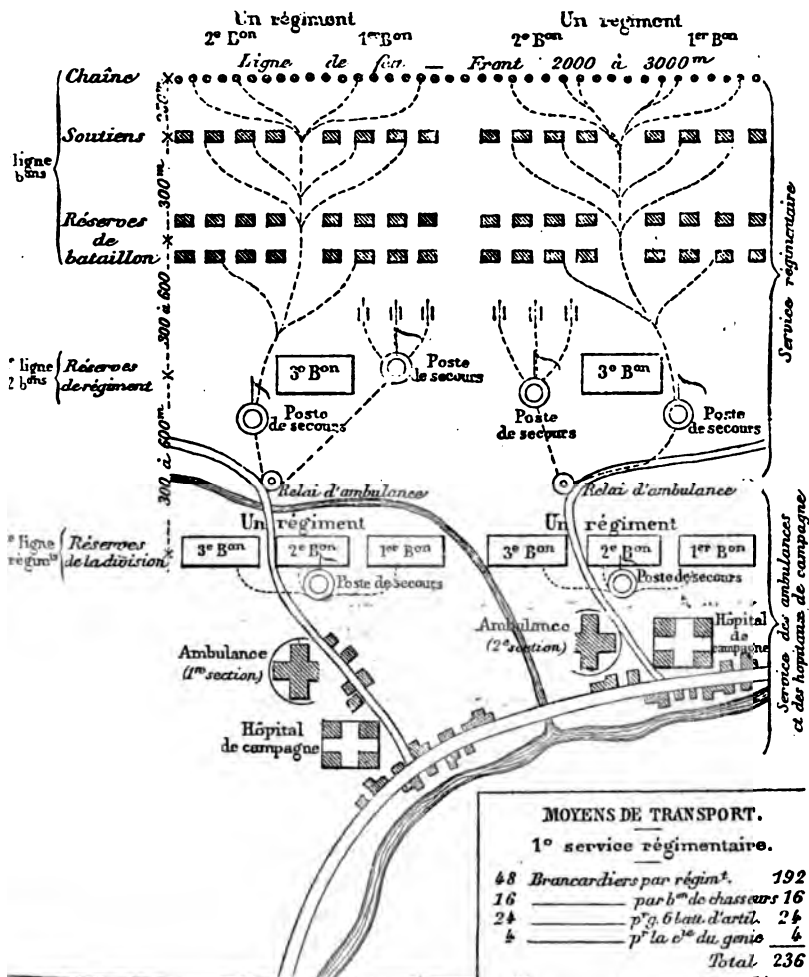 Un régiment Un régiment
2e Bon 1er Bon 2e Bon 1er Bon
Ligne de feu — Front 2000 à 3000m
Chaîne
Soutiens
ligne
bons
300m
Réserves
de
bataillon
300 à 600
Service régimentaire
ligne
2 bons
Réserves
de régiment
3e Bon
Poste
de secours
Poste
de secours
3e Bon
Poste
de secours
Poste
de secours
300 à 600m
Relai d'ambulance Relai d'ambulance
Un régiment Un régiment
ligne
régimts
Réserves
de la division
3e Bon 2e Bon 1er Bon 3e Bon 2e Bon 1er Bon
Poste de secours Poste de secours
Ambulance
(1re section)
Ambulance
(2e section)
Hôpital
de
campagne
Hôpital
de campagne
Service des ambulances
et des hopitaux de campagne
MOYENS DE TRANSPORT.
1o service régimentaire.
48 Brancardiers par régimt. 192
16 — par bon de chasseurs 16
24 — pr g. 6 batt d'artil. 24
4 — pr la cie du genie 4
Total 236